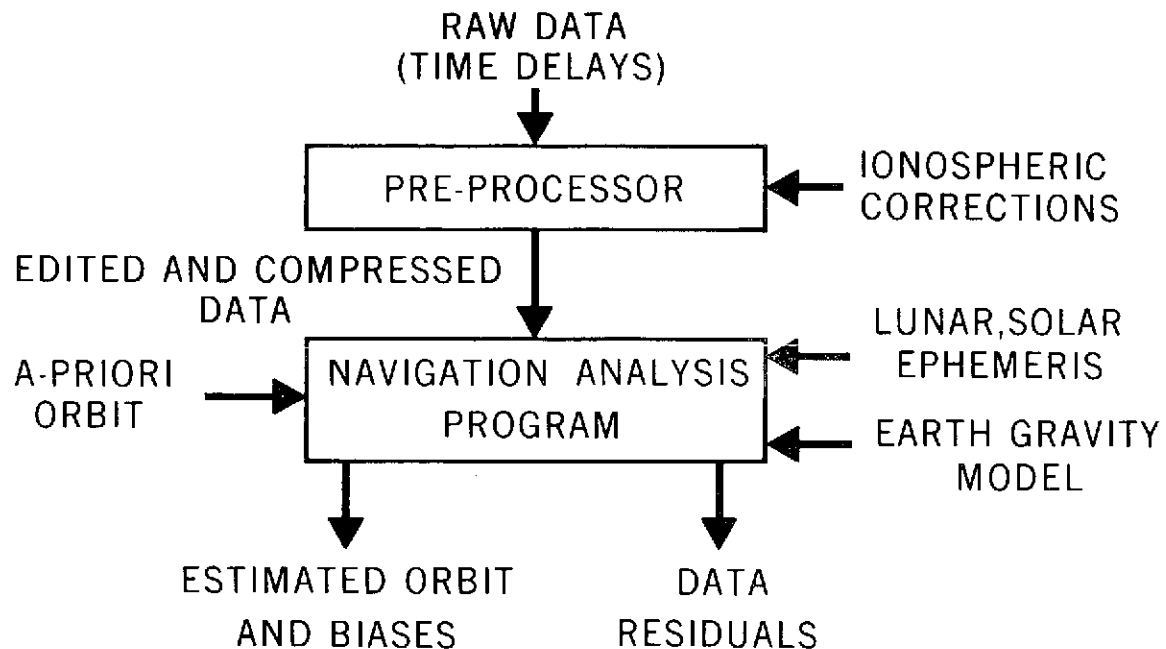 RAW DATA
(TIME DELAYS)
PRE-PROCESSOR
IONOSPHERIC
CORRECTIONS
EDITED AND COMPRESSED
DATA
LUNAR,SOLAR
EPHEMERIS
A-PRIORI
ORBIT
NAVIGATION ANALYSIS
PROGRAM
EARTH GRAVITY
MODEL
ESTIMATED ORBIT
AND BIASES
DATA
RESIDUALS